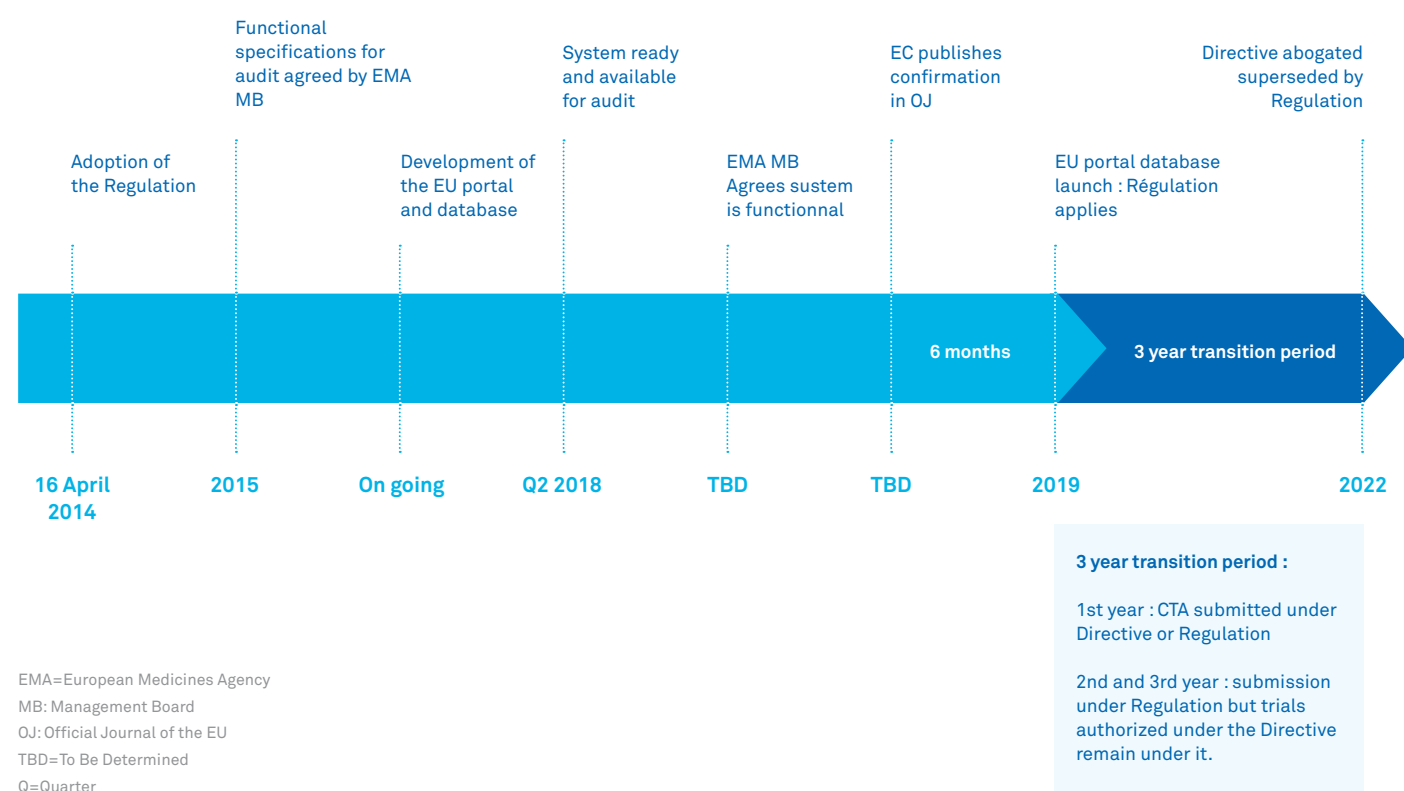 Functional
specifications for
audit agreed by EMA
MB
System ready
and available
for audit
EC publishes
confirmation
in OJ
Directive abogated
superseded by
Regulation
Adoption of
the Regulation
Development of
the EU portal
and database
EMA MB
Agrees sustem
is functionnal
EU portal database
launch : Régulation
applies
6 months
3 year transition period
16 April
2014
2015
On going
Q2 2018
TBD
TBD
2019
2022
3 year transition period :
1st year : CTA submitted under
Directive or Regulation
2nd and 3rd year : submission
under Regulation but trials
authorized under the Directive
remain under it.
EMA=European Medicines Agency
MB: Management Board
OJ: Official Journal of the EU
TBD=To Be Determined
Q=Quarter